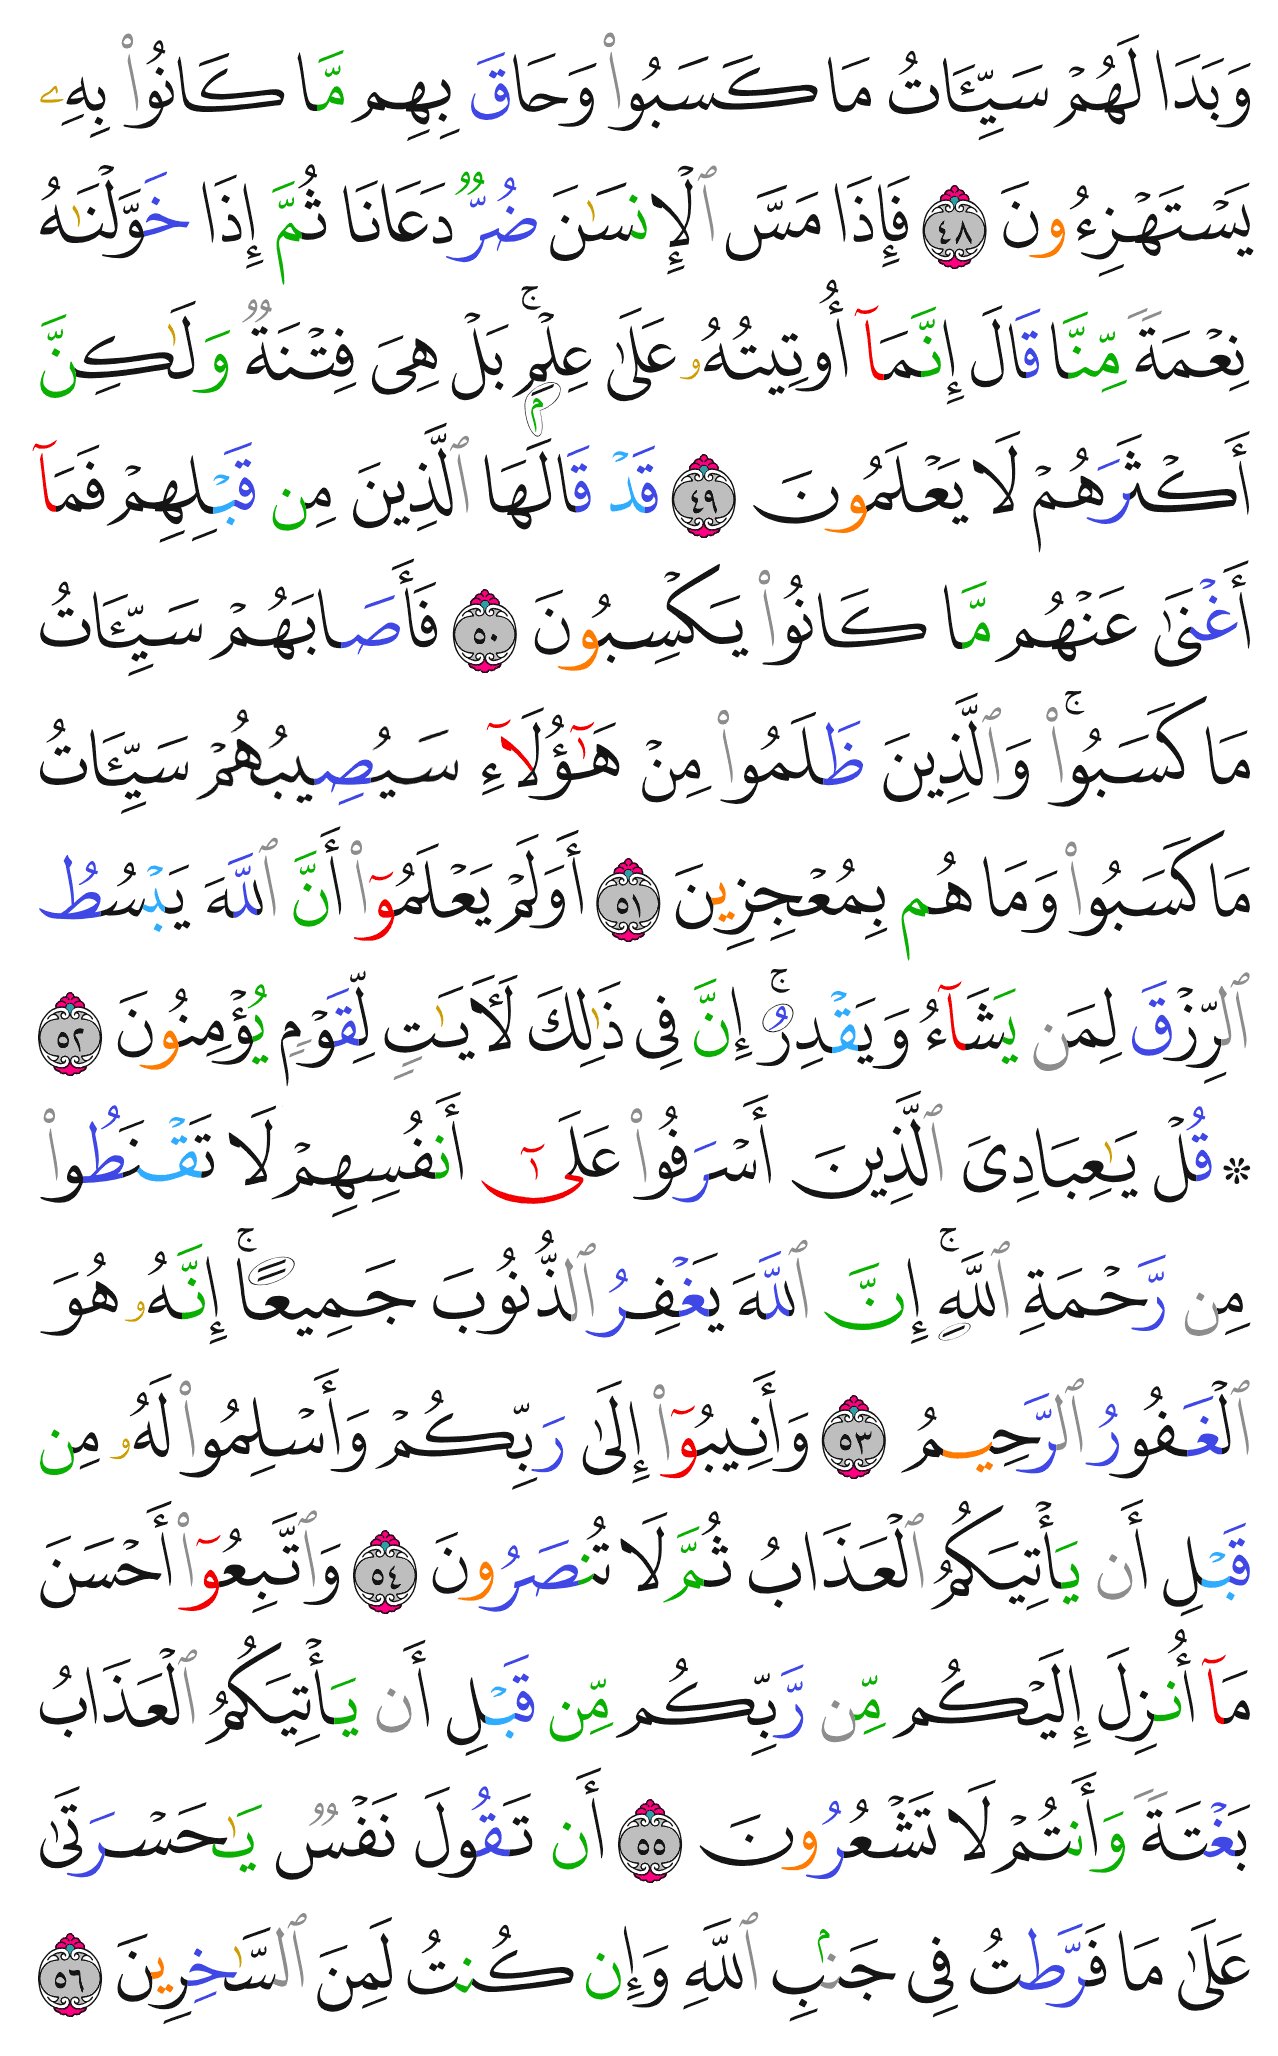 وَبَدَا لَهُمْ سَيِّـَٔاتُ مَا كَسَبُوا۟ وَحَاقَ بِهِم مَّا كَانُوا۟ بِهِۦ
يَسْتَهْزِءُونَ ٤٨ فَإِذَا مَسَّ ٱلْإِنسَـٰنَ ضُرٌّ دَعَانَا ثُمَّ إِذَا خَوَّلْنَـٰهُ
نِعْمَةً مِّنَّا قَالَ إِنَّمَآ أُوتِيتُهُۥ عَلَىٰ عِلْمٍۭ ۚ بَلْ هِىَ فِتْنَةٌ وَلَـٰكِنَّ
أَكْثَرَهُمْ لَا يَعْلَمُونَ ٤٩ قَدْ قَالَهَا ٱلَّذِينَ مِن قَبْلِهِمْ فَمَآ
أَغْنَىٰ عَنْهُم مَّا كَانُوا۟ يَكْسِبُونَ ٥٠ فَأَصَابَهُمْ سَيِّـَٔاتُ
مَا كَسَبُوا۟ ۚ وَٱلَّذِينَ ظَلَمُوا۟ مِنْ هَـٰٓؤُلَآءِ سَيُصِيبُهُمْ سَيِّـَٔاتُ
مَا كَسَبُوا۟ وَمَا هُم بِمُعْجِزِينَ ٥١ أَوَلَمْ يَعْلَمُوٓا۟ أَنَّ ٱللَّهَ يَبْسُطُ
ٱلرِّزْقَ لِمَن يَشَآءُ وَيَقْدِرُ ۚ إِنَّ فِى ذَٰلِكَ لَـَٔايَـٰتٍ لِّقَوْمٍ يُؤْمِنُونَ ٥٢
۞ قُلْ يَـٰعِبَادِىَ ٱلَّذِينَ أَسْرَفُوا۟ عَلَىٰٓ أَنفُسِهِمْ لَا تَقْنَطُوا۟
مِن رَّحْمَةِ ٱللَّهِ ۚ إِنَّ ٱللَّهَ يَغْفِرُ ٱلذُّنُوبَ جَمِيعًا ۚ إِنَّهُۥ هُوَ
ٱلْغَفُورُ ٱلرَّحِيمُ ٥٣ وَأَنِيبُوٓا۟ إِلَىٰ رَبِّكُمْ وَأَسْلِمُوا۟ لَهُۥ مِن
قَبْلِ أَن يَأْتِيَكُمُ ٱلْعَذَابُ ثُمَّ لَا تُنصَرُونَ ٥٤ وَٱتَّبِعُوٓا۟ أَحْسَنَ
مَآ أُنزِلَ إِلَيْكُم مِّن رَّبِّكُم مِّن قَبْلِ أَن يَأْتِيَكُمُ ٱلْعَذَابُ
بَغْتَةً وَأَنتُمْ لَا تَشْعُرُونَ ٥٥ أَن تَقُولَ نَفْسٌ يَـٰحَسْرَتَىٰ
عَلَىٰ مَا فَرَّطتُ فِى جَنۢبِ ٱللَّهِ وَإِن كُنتُ لَمِنَ ٱلسَّـٰخِرِينَ ٥٦